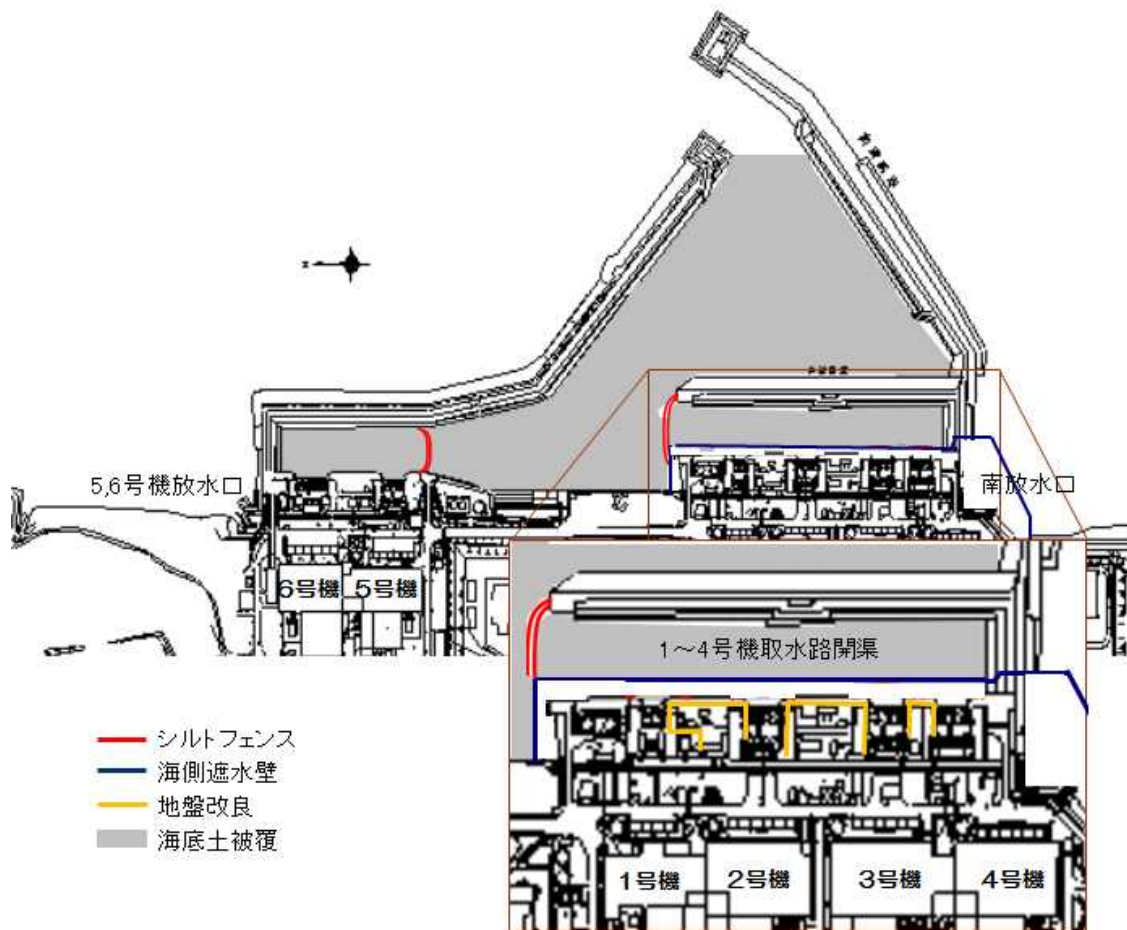 5,6号機放水口
南放水口
6号機
5号機
1～4号機取水路開渠
シルトフェンス
海側遮水壁
地盤改良
海底土被覆
1号機
2号機
3号機
4号機